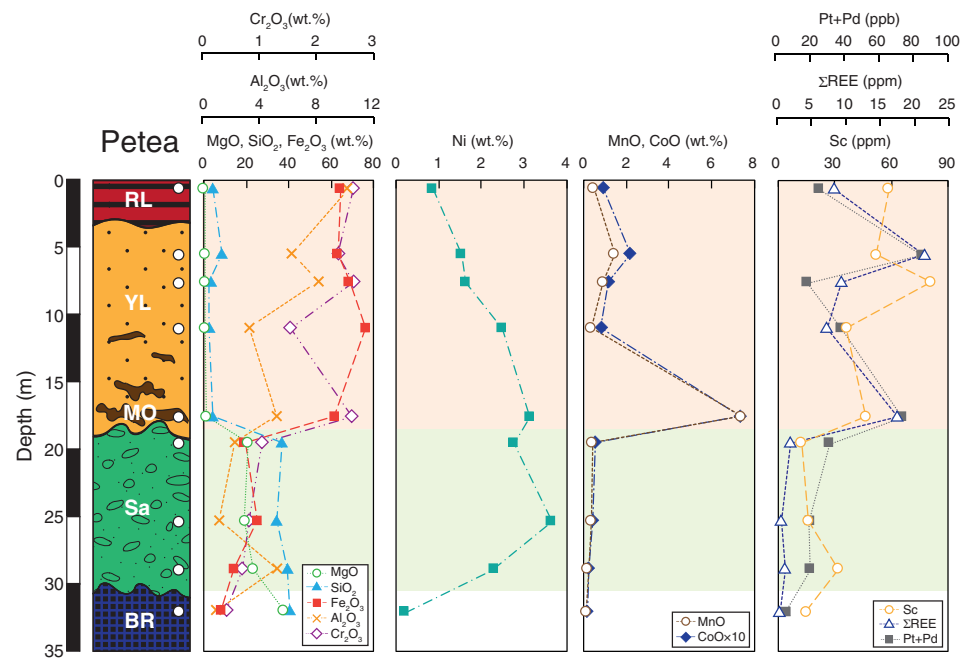 Cr₂O₃(wt.%)
0 1 2 3
Al₂O₃(wt.%)
0 4 8 12
MgO, SiO₂, Fe₂O₃ (wt.%)
0 20 40 60 80
Ni (wt.%)
0 1 2 3 4
MnO, CoO (wt.%)
0 2 4 6 8
Pt+Pd (ppb)
0 20 40 60 80 100
ΣREE (ppm)
0 5 10 15 20 25
Sc (ppm)
0 30 60 90
Petea
Depth (m)
0
5
10
15
20
25
30
35
RL
YL
MO
Sa
BR
MgO
SiO₂
Fe₂O₃
Al₂O₃
Cr₂O₃
MnO
CoO×10
Sc
ΣREE
Pt+Pd